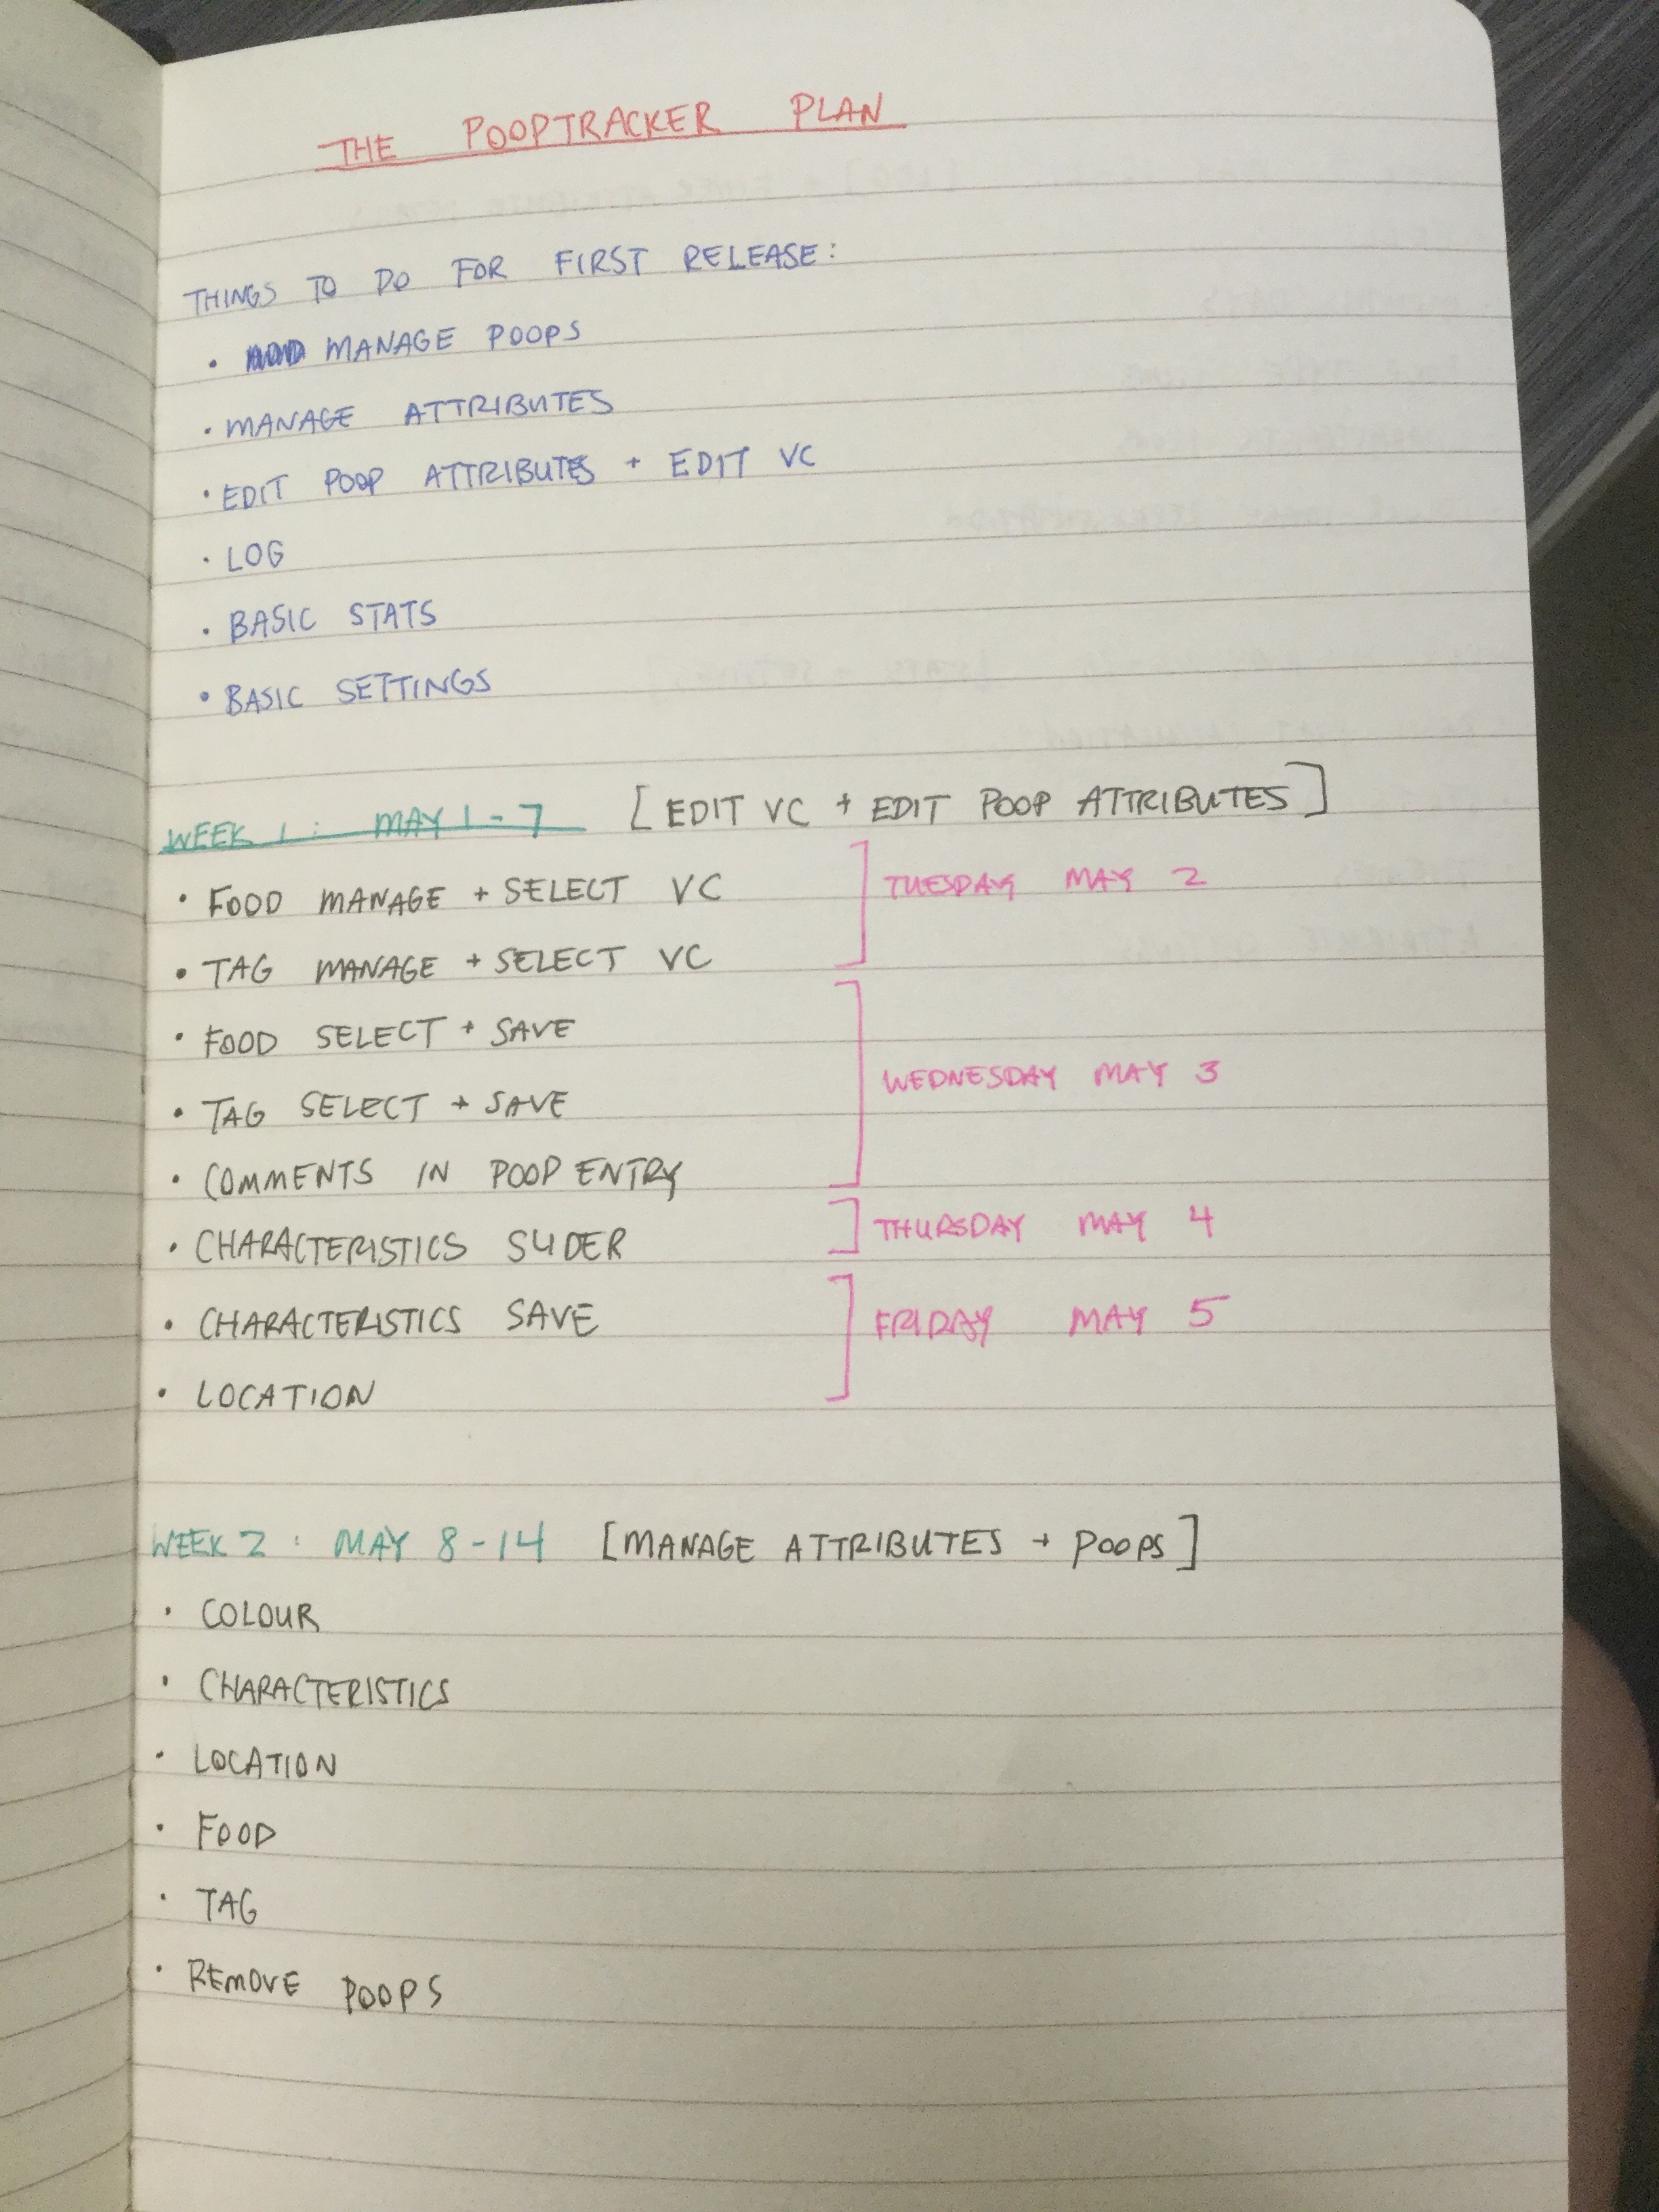 THE POOPTRACKER PLAN
THINGS TO DO FOR FIRST RELEASE:
• MANAGE POOPS
• MANAGE ATTRIBUTES
• EDIT POOP ATTRIBUTES + EDIT VC
• LOG
• BASIC STATS
• BASIC SETTINGS
WEEK 1: MAY 1-7 [EDIT VC + EDIT POOP ATTRIBUTES]
• FOOD MANAGE + SELECT VC
TUESDAY MAY 2
• TAG MANAGE + SELECT VC
• FOOD SELECT + SAVE
WEDNESDAY MAY 3
• TAG SELECT + SAVE
• COMMENTS IN POOP ENTRY
• CHARACTERISTICS SLIDER
THURSDAY MAY 4
• CHARACTERISTICS SAVE
FRIDAY MAY 5
• LOCATION
WEEK 2: MAY 8-14 [MANAGE ATTRIBUTES + POOPS]
• COLOUR
• CHARACTERISTICS
• LOCATION
• FOOD
• TAG
• REMOVE POOPS